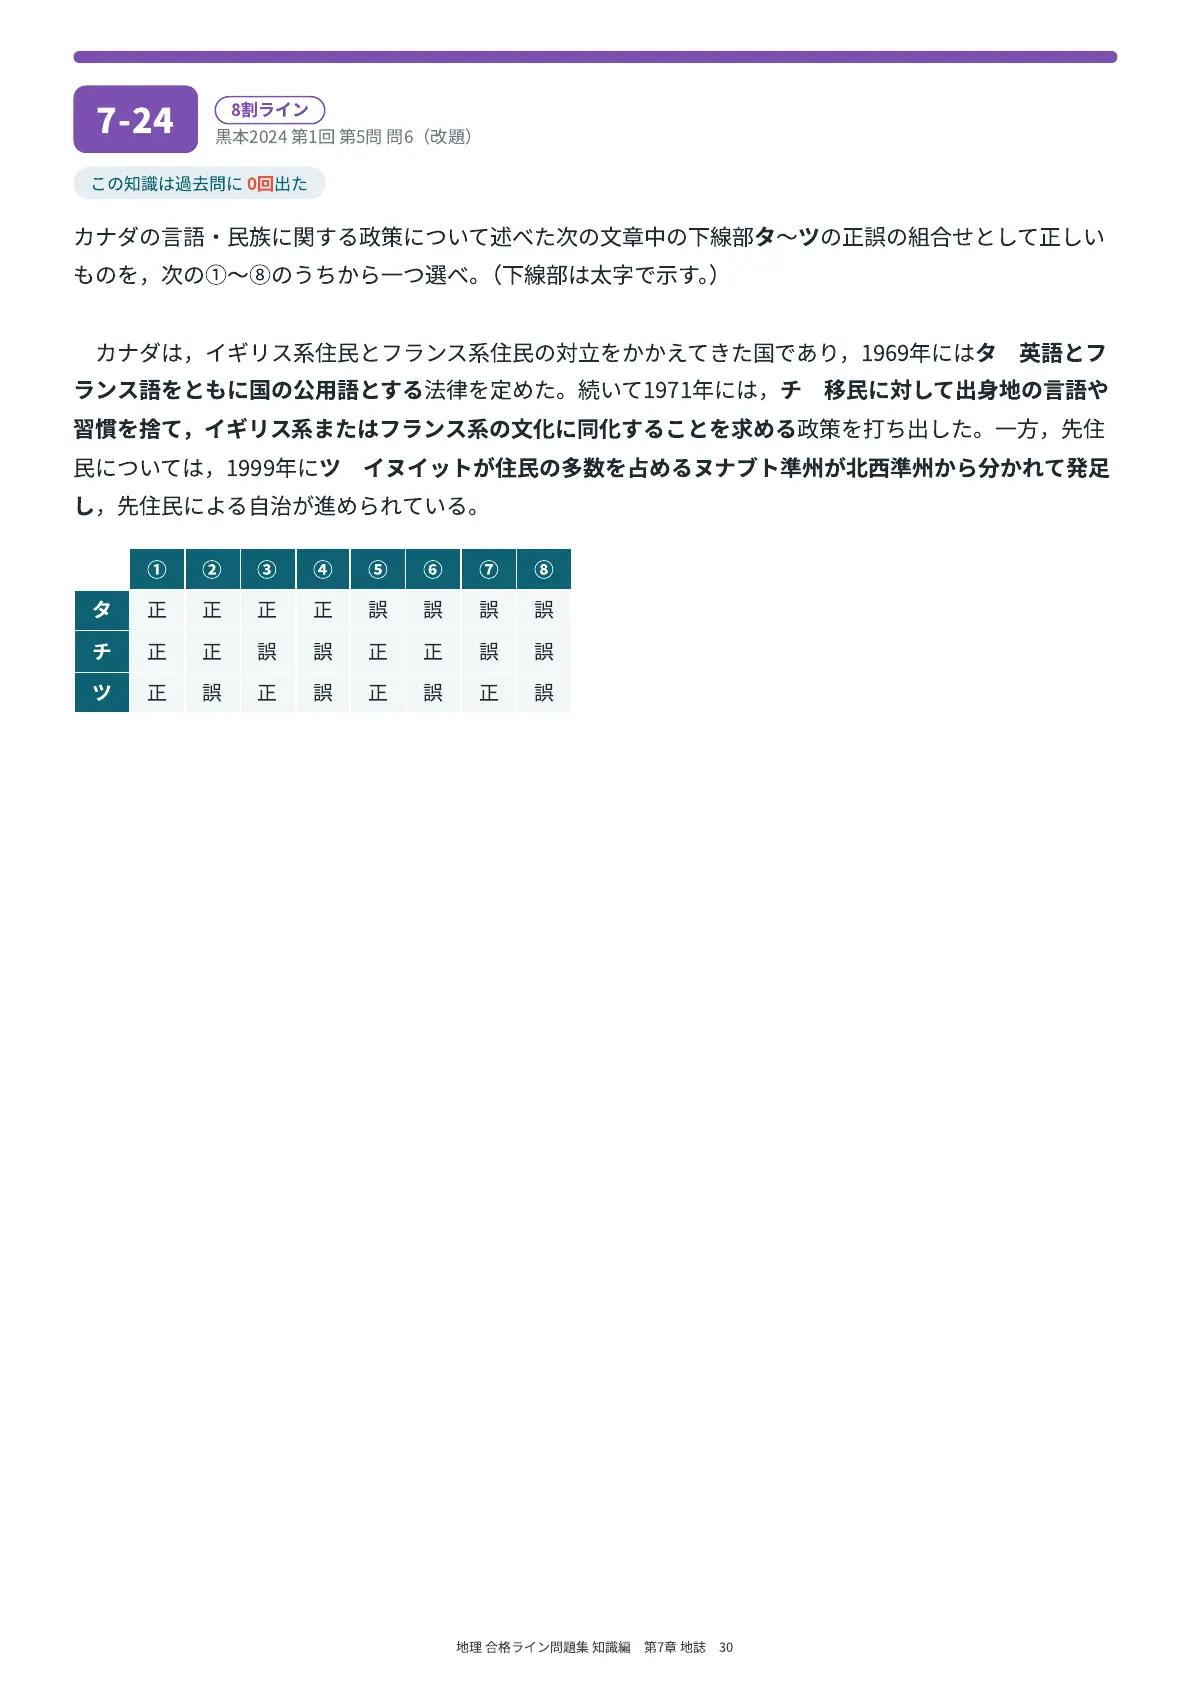 7-24
8割ライン
黒本2024 第1回 第5問 問6（改題）
この知識は過去問に 0回出た
カナダの言語・民族に関する政策について述べた次の文章中の下線部タ～ツの正誤の組合せとして正しい
ものを，次の①～⑧のうちから一つ選べ。（下線部は太字で示す。）
　カナダは，イギリス系住民とフランス系住民の対立をかかえてきた国であり，1969年にはタ　英語とフ
ランス語をともに国の公用語とする法律を定めた。続いて1971年には，チ　移民に対して出身地の言語や
習慣を捨て，イギリス系またはフランス系の文化に同化することを求める政策を打ち出した。一方，先住
民については，1999年にツ　イヌイットが住民の多数を占めるヌナブト準州が北西準州から分かれて発足
し，先住民による自治が進められている。
① ② ③ ④ ⑤ ⑥ ⑦ ⑧
タ 正 正 正 正 誤 誤 誤 誤
チ 正 正 誤 誤 正 正 誤 誤
ツ 正 誤 正 誤 正 誤 正 誤
地理 合格ライン問題集 知識編　第7章 地誌　30